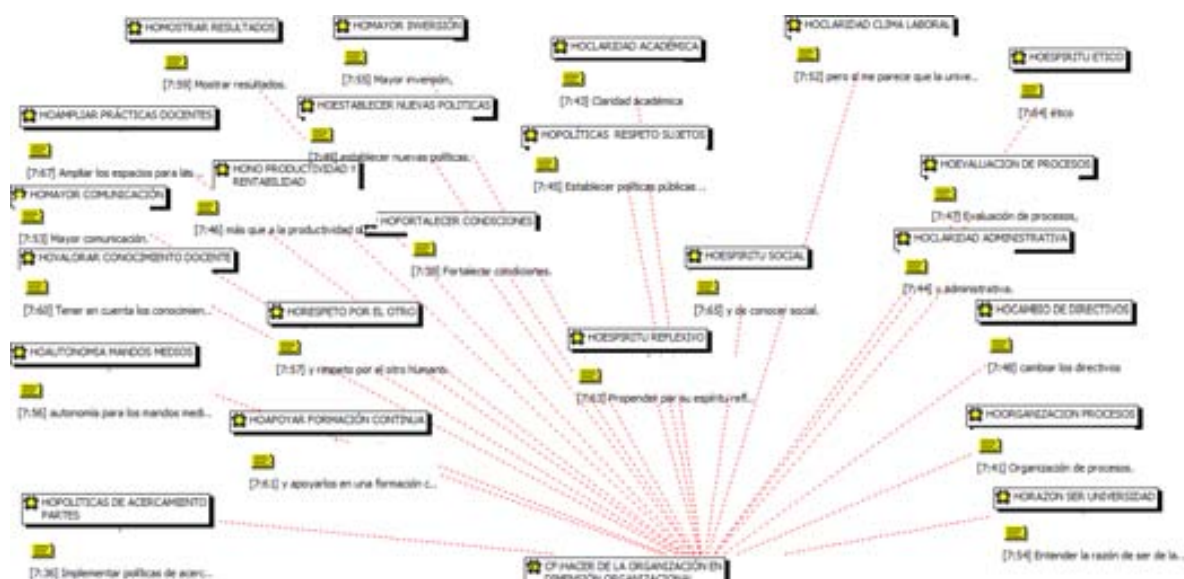 HOMOSTRAR RESULTADOS
[7:59] Mostrar resultados.
HOMAYOR INVERSIÓN
[7:55] Mayor inversión,
HOCLARIDAD ACADÉMICA
[7:43] Claridad académica
HOCLARIDAD CLIMA LABORAL
[7:52] pero si me parece que la unive...
HOESPIRITU ETICO
[7:64] ético
HOAMPLIAR PRÁCTICAS DOCENTES
[7:67] Ampliar los espacios para las ...
HOESTABLECER NUEVAS POLITICAS
establecer nuevas políticas.
HOPOLÍTICAS RESPETO SUJETOS
[7:45] Establecer políticas públicas ...
HOEVALUACION DE PROCESOS
[7:47] Evaluación de procesos,
HONO PRODUCTIVIDAD Y
RENTABILIDAD
[7:46] más que a la productividad
HOMAYOR COMUNICACIÓN
[7:53] Mayor comunicación.
HOFORTALECER CONDICIONES
[7:38] Fortalecer condiciones.
HOCLARIDAD ADMINISTRATIVA
[7:44] y administrativa.
HOVALORAR CONOCIMIENTO DOCENTE
[7:60] Tener en cuenta los conocimien...
HOESPIRITU SOCIAL
[7:65] y de conocer social.
HORESPETO POR EL OTRO
[7:57] y respeto por el otro humano.
HOESPIRITU REFLEXIVO
[7:63] Propender por su espíritu refl...
HOCAMBIO DE DIRECTIVOS
[7:48] cambiar los directivos
HOAUTONOMIA MANDOS MEDIOS
[7:56] autonomía para los mandos medi...
HOAPOYAR FORMACIÓN CONTINUA
[7:61] y apoyarlos en una formación c...
HOORGANIZACION PROCESOS
[7:41] Organización de procesos.
HOPOLITICAS DE ACERCAMIENTO
PARTES
[7:36] Implementar políticas de acerc...
HORAZON SER UNIVERSIDAD
[7:54] Entender la razón de ser de la...
CF-HACER DE LA ORGANIZACIÓN EN
DIMENSIÓN ORGANIZACIONAL